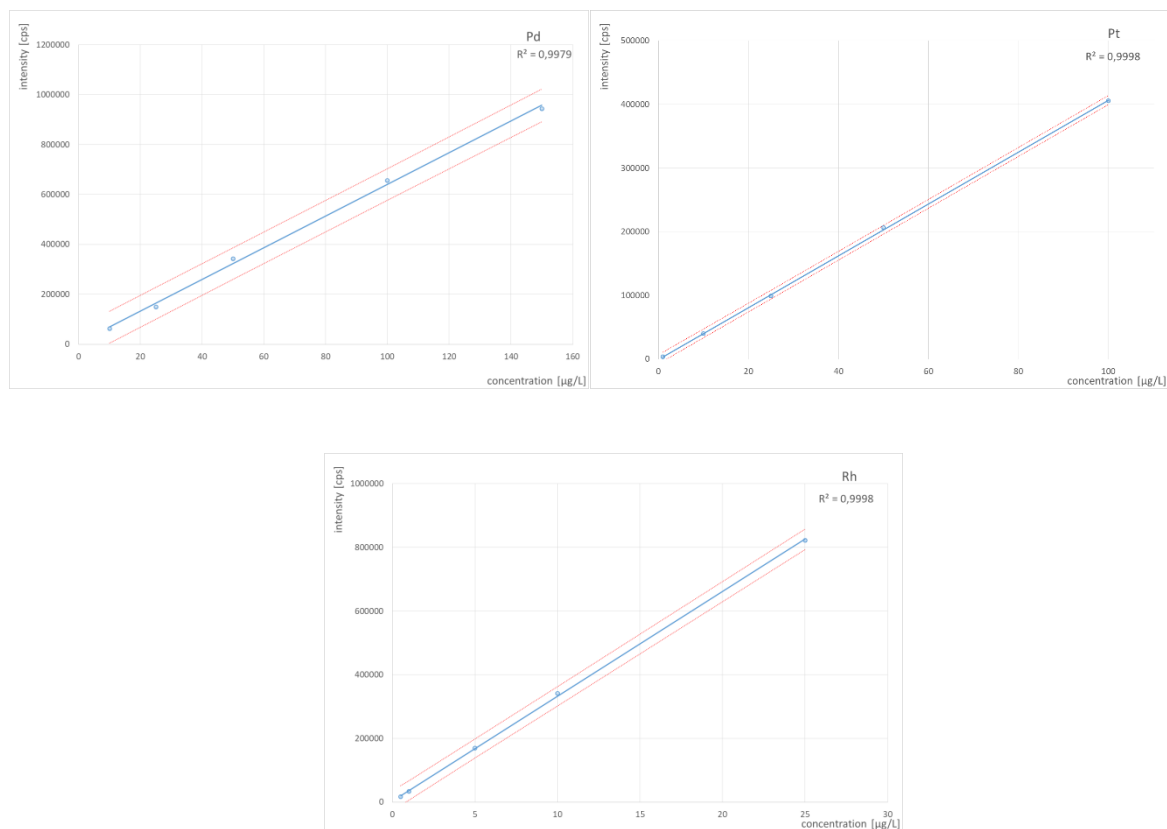 intensity [cps]
Pd
R² = 0,9979
1200000
1000000
800000
600000
400000
200000
0
0 20 40 60 80 100 120 140 160
concentration [µg/L]
intensity [cps]
Pt
R² = 0,9998
500000
400000
300000
200000
100000
0
0 20 40 60 80 100
concentration [µg/L]
intensity [cps]
Rh
R² = 0,9998
1000000
800000
600000
400000
200000
0
0 5 10 15 20 25 30
concentration [µg/L]